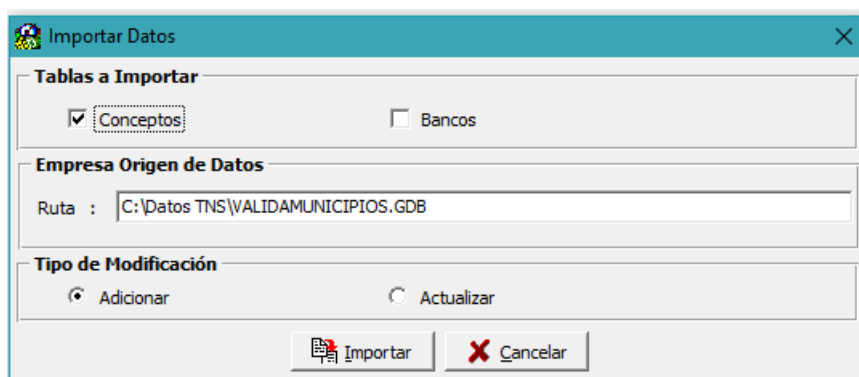 Importar Datos
Tablas a Importar
Conceptos Bancos
Empresa Origen de Datos
Ruta : C:\Datos TNS\VALIDAMUNICIPIOS.GDB
Tipo de Modificación
Adicionar Actualizar
Importar Cancelar